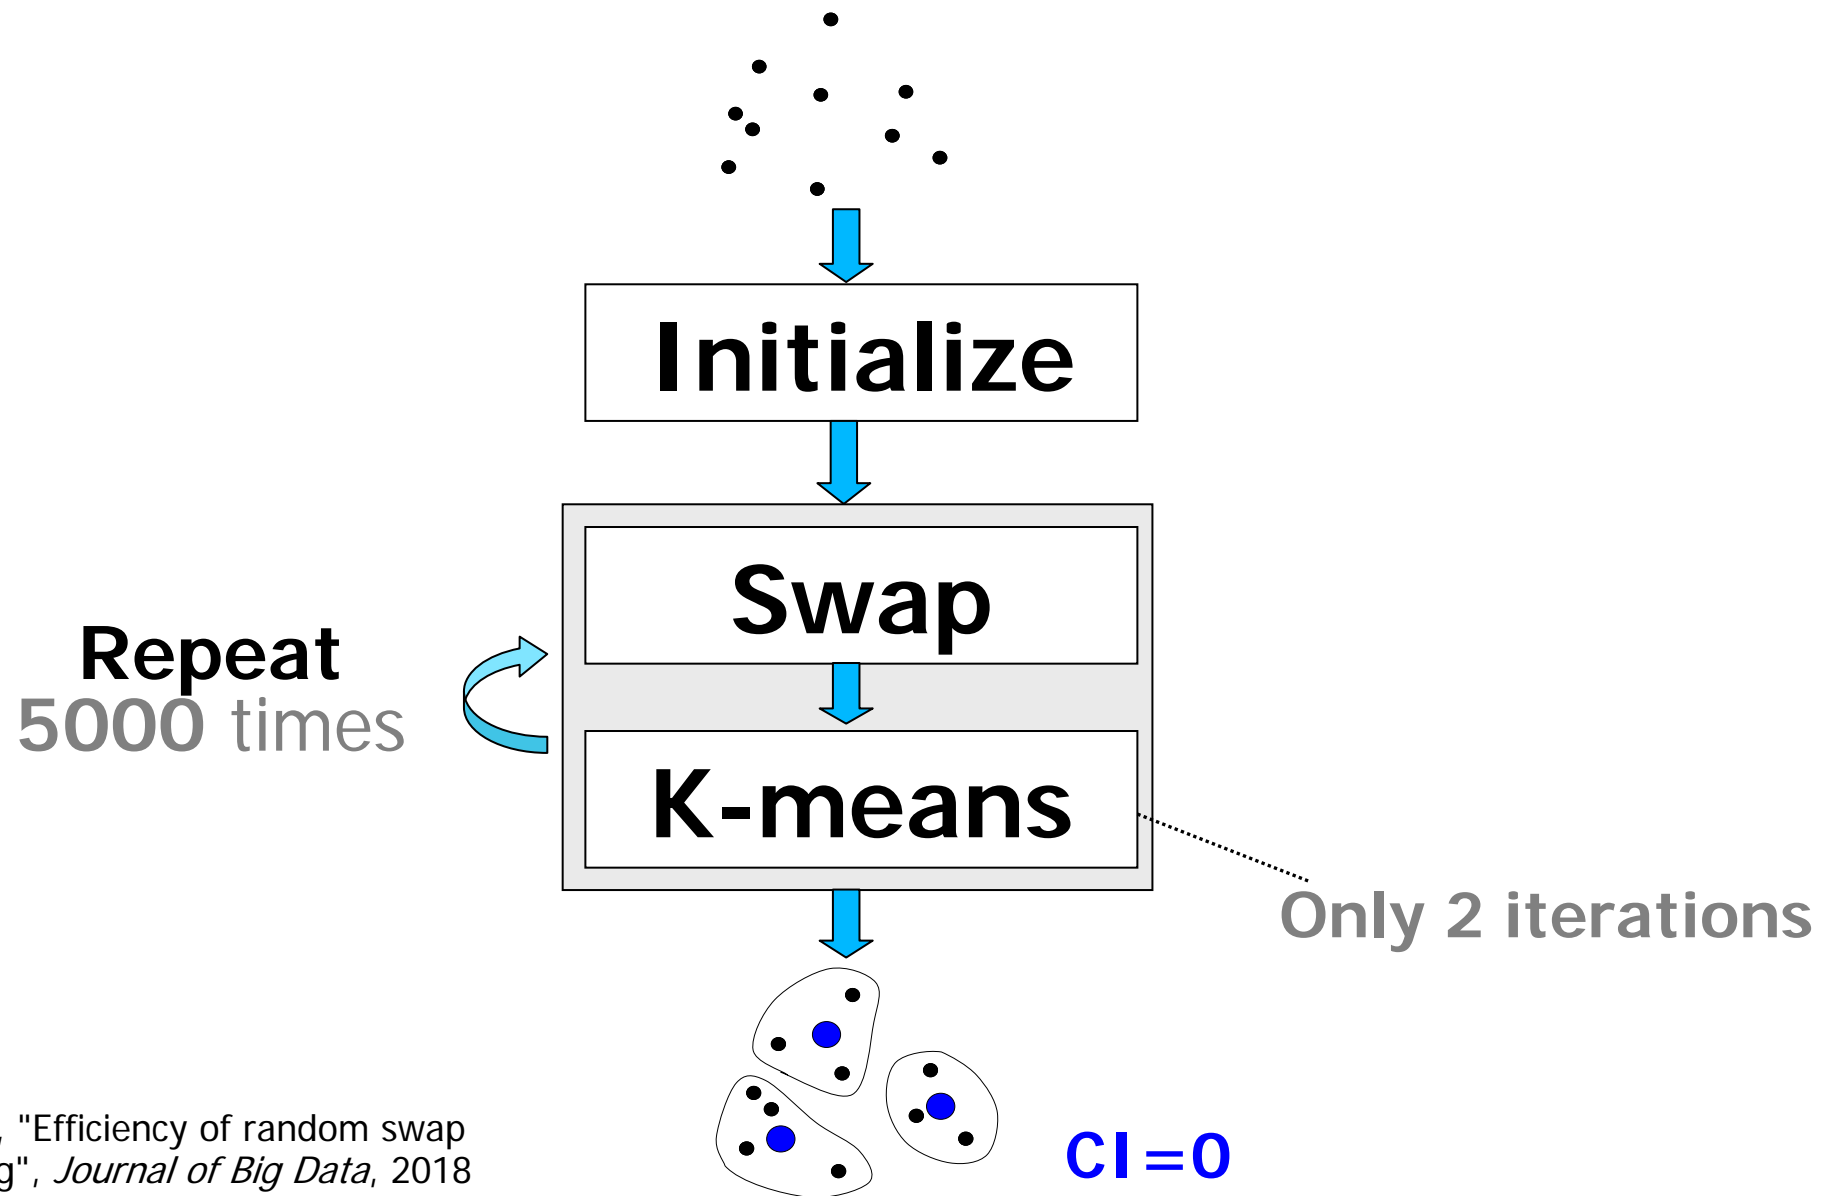 Initialize
Swap
Repeat
5000 times
K-means
Only 2 iterations
, "Efficiency of random swap
g", Journal of Big Data, 2018
CI=0